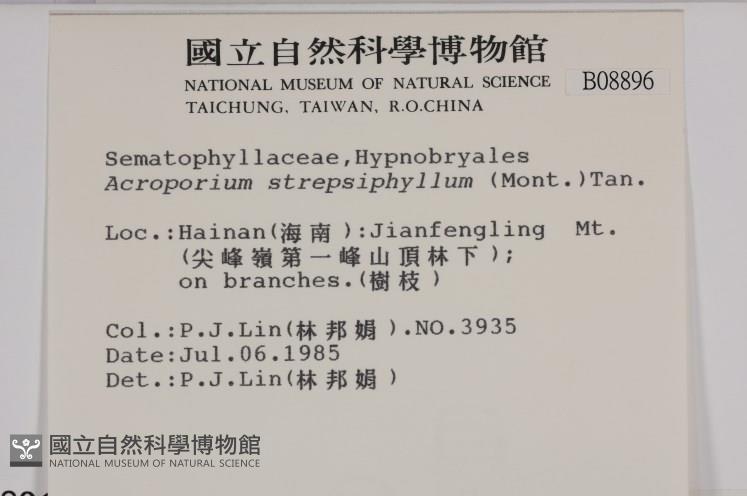 國立自然科學博物館
NATIONAL MUSEUM OF NATURAL SCIENCE
B08896
TAICHUNG, TAIWAN, R.O.CHINA
Sematophyllaceae,Hypnobryales
Acroporium strepsiphyllum (Mont.)Tan.
Loc.:Hainan(海南):Jianfengling Mt.
(尖峰嶺第一峰山頂林下);
on branches.(樹枝)
Col.:P.J.Lin(林邦娟).NO.3935
Date:Jul.06.1985
Det.:P.J.Lin(林邦娟)
國立自然科學博物館
NATIONAL MUSEUM OF NATURAL SCIENCE